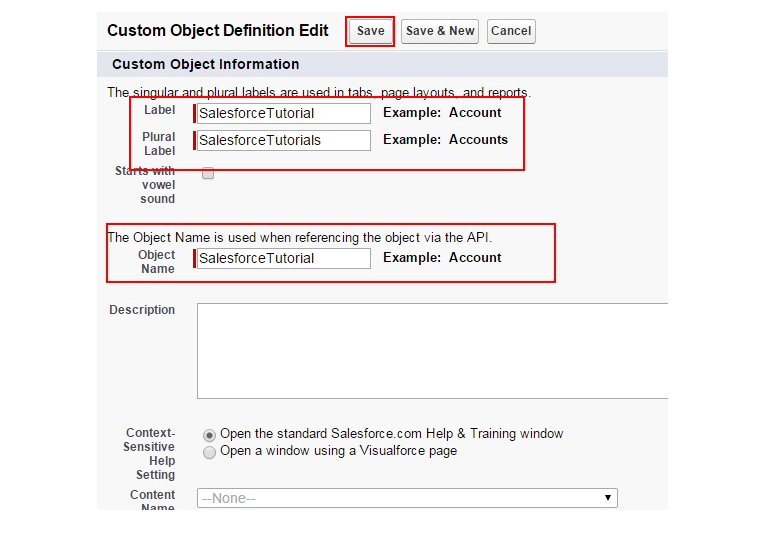 Custom Object Definition Edit Save Save & New Cancel
Custom Object Information
The singular and plural labels are used in tabs, page layouts, and reports.
Label SalesforceTutorial Example: Account
Plural Label SalesforceTutorials Example: Accounts
Starts with vowel sound
The Object Name is used when referencing the object via the API.
Object Name SalesforceTutorial Example: Account
Description
Context-Sensitive Help Setting
Open the standard Salesforce.com Help & Training window
Open a window using a Visualforce page
Content Name --None--